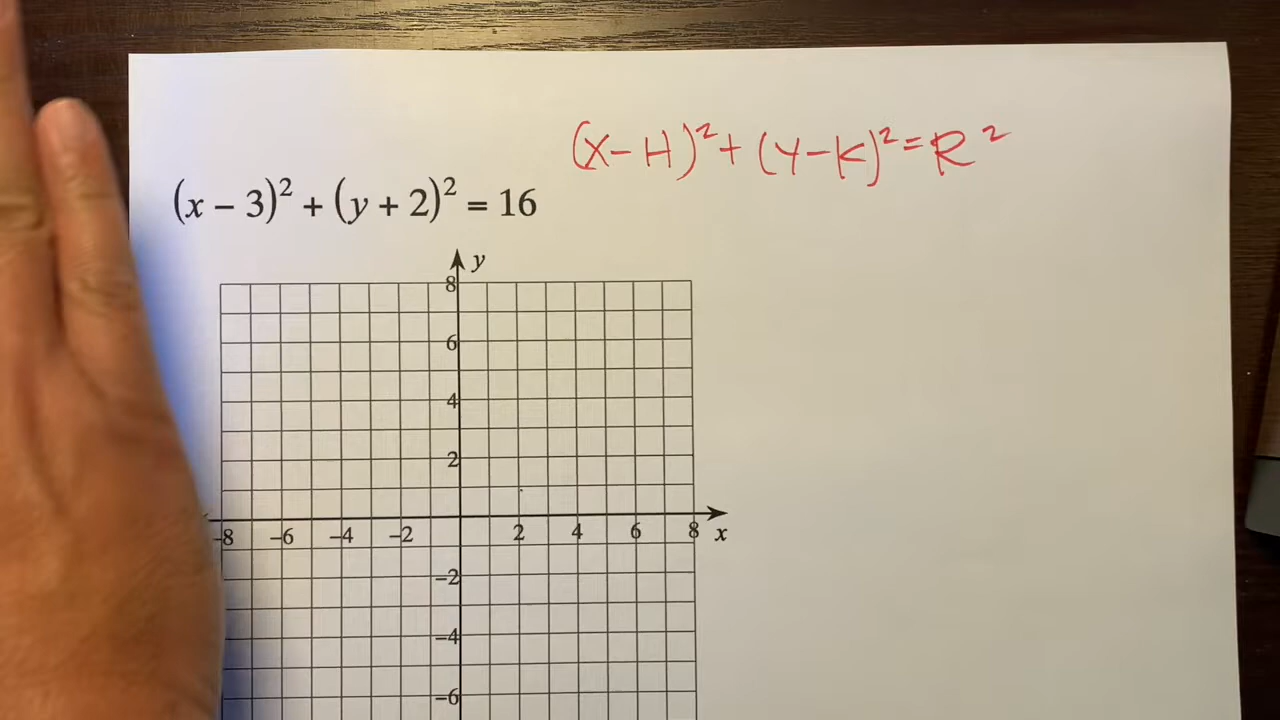 (X-H)²+(Y-K)²=R²
(x − 3)² + (y + 2)² = 16
y
8
6
4
2
-8 -6 -4 -2 2 4 6 8 x
-2
-4
-6